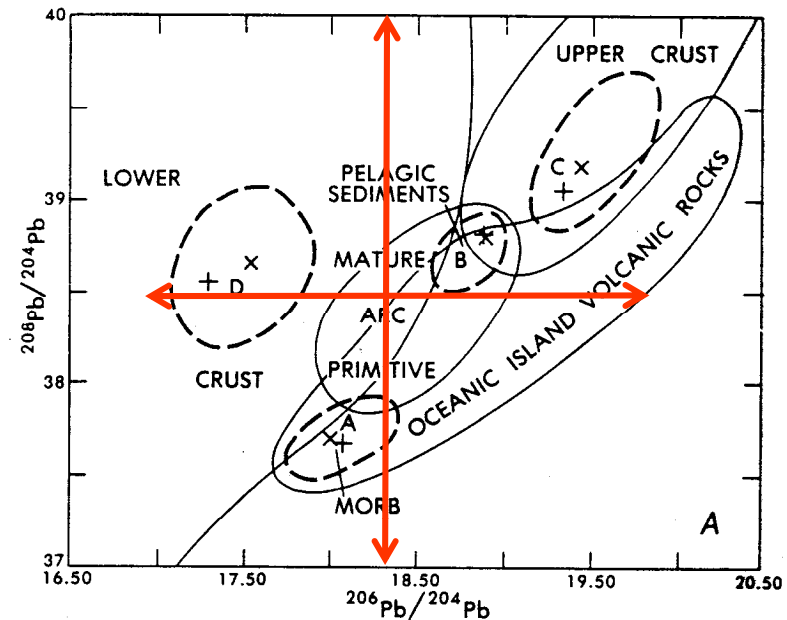 40
UPPER CRUST
C
LOWER
PELAGIC
SEDIMENTS
39
OCEANIC ISLAND VOLCANIC ROCKS
MATURE
B
D
ARC
208Pb/204Pb
38
CRUST
PRIMITIVE
A
MORB
A
37
16.50 17.50 18.50 19.50 20.50
206Pb/204Pb